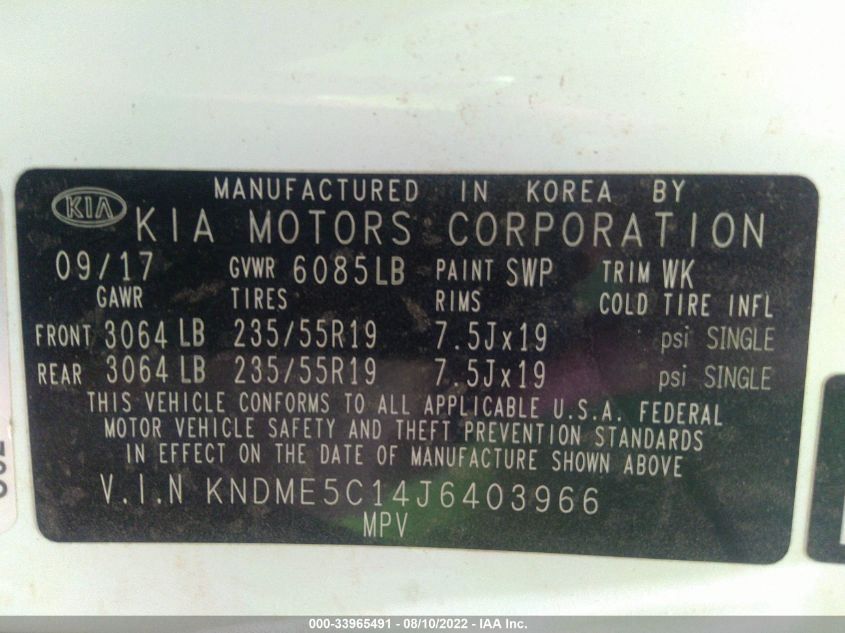 MANUFACTURED IN KOREA BY
KIA KIA MOTORS CORPORATION
09/17 GVWR 6085LB PAINT SWP TRIM WK
GAWR TIRES RIMS COLD TIRE INFL
FRONT 3064 LB 235/55R19 7.5Jx19 psi SINGLE
REAR 3064 LB 235/55R19 7.5Jx19 psi SINGLE
THIS VEHICLE CONFORMS TO ALL APPLICABLE U.S.A. FEDERAL
MOTOR VEHICLE SAFETY AND THEFT PREVENTION STANDARDS
IN EFFECT ON THE DATE OF MANUFACTURE SHOWN ABOVE
V.I.N KNDME5C14J6403966
MPV
000-33965491 - 08/10/2022 - IAA Inc.